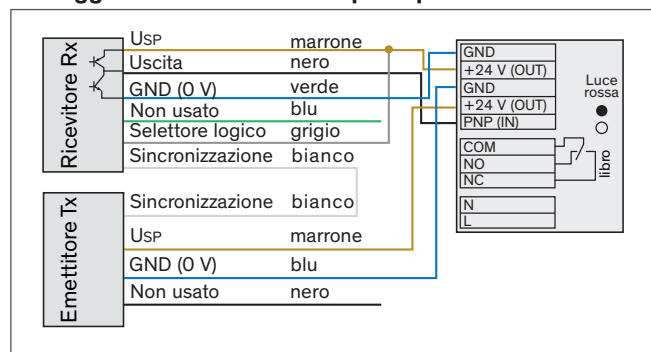 Ricevitore Rx
USP marrone
Uscita nero
GND (0 V) verde
Non usato blu
Selettore logico grigio
Sincronizzazione bianco
Emettitore Tx
Sincronizzazione bianco
USP marrone
GND (0 V) blu
Non usato nero
GND
+24 V (OUT)
GND
+24 V (OUT)
PNP (IN)
COM
NO
NC
N
L
Luce
rossa
libro